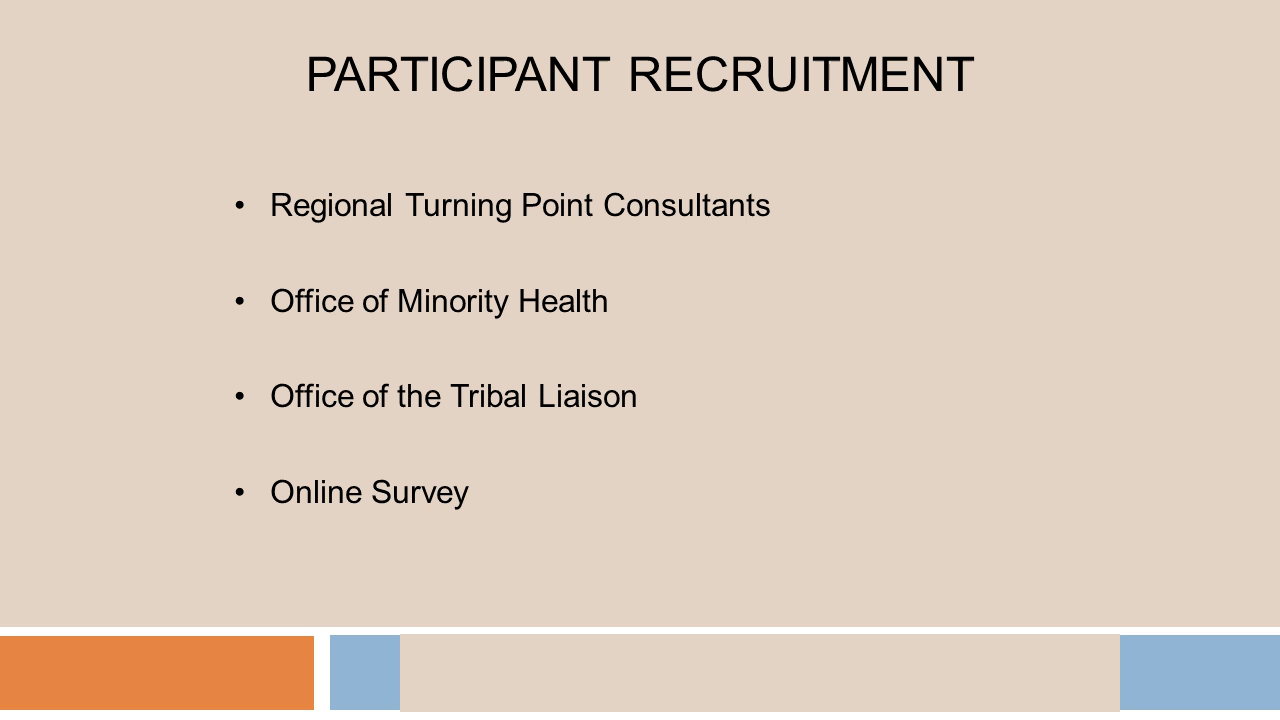 PARTICIPANT RECRUITMENT
• Regional Turning Point Consultants
• Office of Minority Health
• Office of the Tribal Liaison
• Online Survey